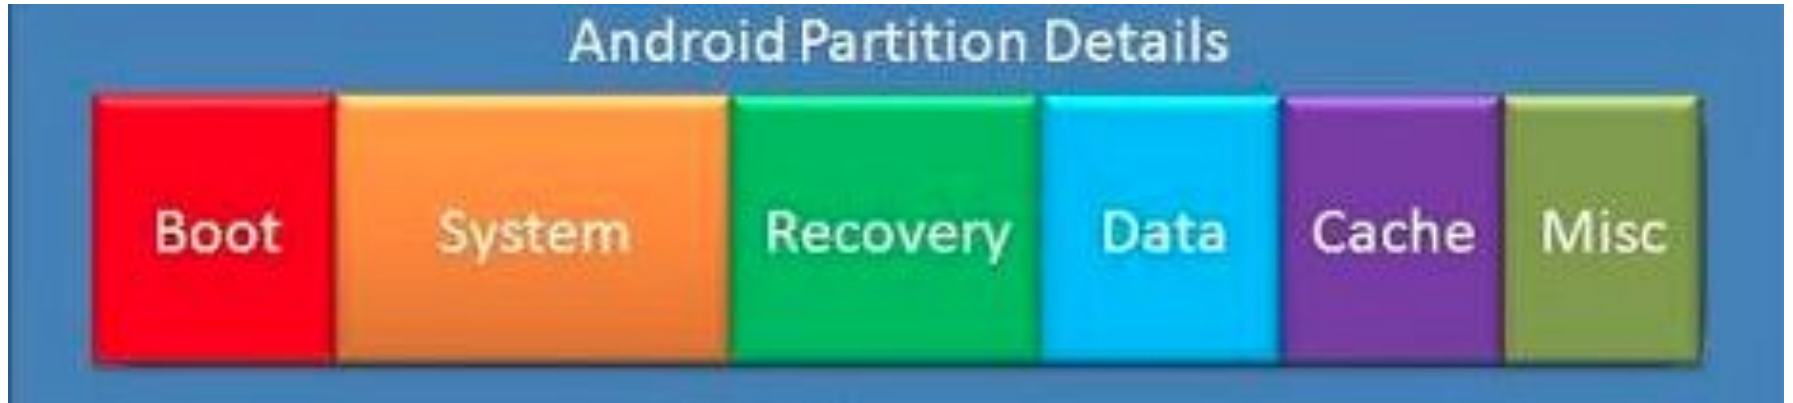 Android Partition Details
Boot System Recovery Data Cache Misc